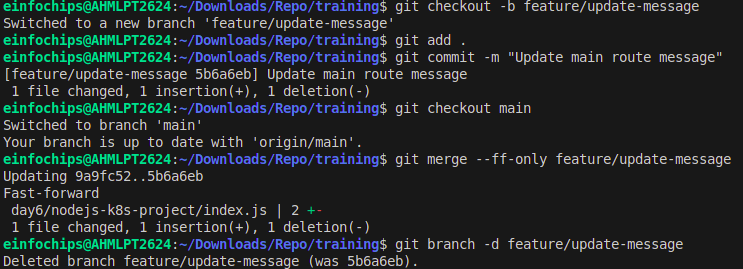 einfochips@AHMLPT2624:~/Downloads/Repo/training$ git checkout -b feature/update-message
Switched to a new branch 'feature/update-message'
einfochips@AHMLPT2624:~/Downloads/Repo/training$ git add .
einfochips@AHMLPT2624:~/Downloads/Repo/training$ git commit -m "Update main route message"
[feature/update-message 5b6a6eb] Update main route message
 1 file changed, 1 insertion(+), 1 deletion(-)
einfochips@AHMLPT2624:~/Downloads/Repo/training$ git checkout main
Switched to branch 'main'
Your branch is up to date with 'origin/main'.
einfochips@AHMLPT2624:~/Downloads/Repo/training$ git merge --ff-only feature/update-message
Updating 9a9fc52..5b6a6eb
Fast-forward
 day6/nodejs-k8s-project/index.js | 2 +-
 1 file changed, 1 insertion(+), 1 deletion(-)
einfochips@AHMLPT2624:~/Downloads/Repo/training$ git branch -d feature/update-message
Deleted branch feature/update-message (was 5b6a6eb).